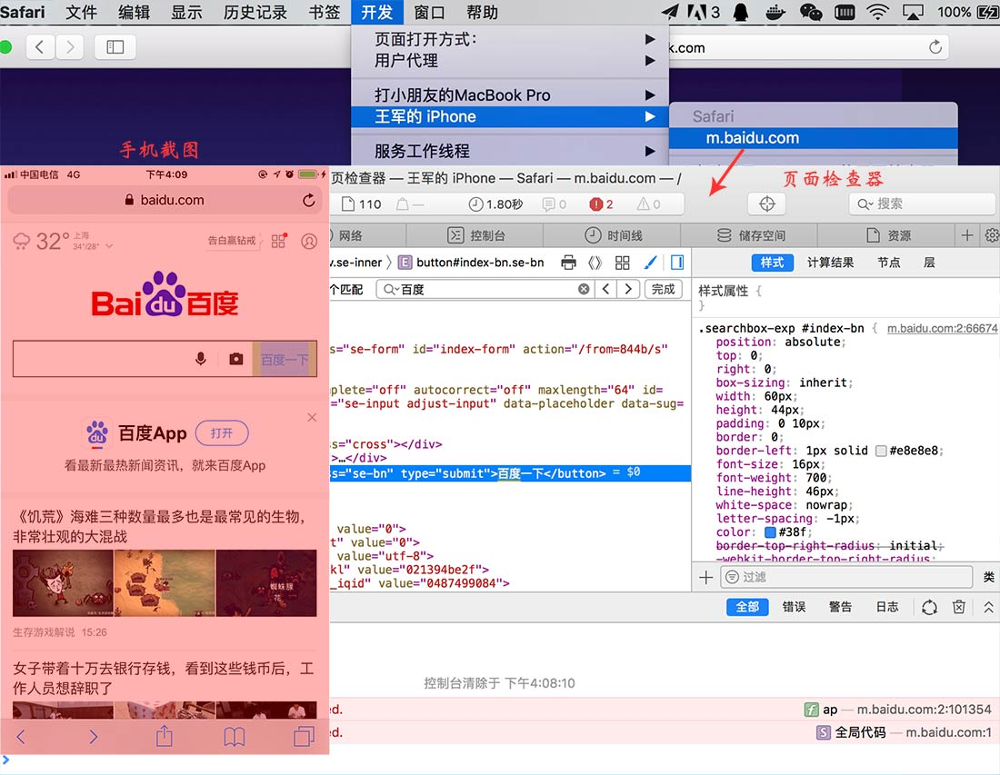 Safari 文件 编辑 显示 历史记录 书签 开发 窗口 帮助 3 100%
页面打开方式：
用户代理
k.com
打小朋友的MacBook Pro
王军的 iPhone
Safari
m.baidu.com
服务工作线程
手机截图
页面检查器
中国电信 4G 下午4:09
baidu.com
32° 上海 34°/28° 告白赢钻戒
Bai du 百度
百度一下
百度App 打开
看最新最热新闻资讯，就来百度App
《饥荒》海难三种数量最多也是最常见的生物，
非常壮观的大混战
蜘蛛腺
花
生存游戏解说 15:26
女子带着十万去银行存钱，看到这些钱币后，工
作人员想辞职了
页检查器 — 王军的 iPhone — Safari — m.baidu.com — /
110 — 1.80秒 0 2 0 搜索
网络 控制台 时间线 储存空间 资源
v.se-inner E button#index-bn.se-bn
个匹配 百度 完成
s="se-form" id="index-form" action="/from=844b/s"
plete="off" autocorrect="off" maxlength="64" id=
="se-input adjust-input" data-placeholder data-sug=
s="cross"></div>
>…</div>
s="se-bn" type="submit">百度一下</button> = $0
value="0">
t" value="0">
value="utf-8">
kl" value="021394be2f">
_iqid" value="0487499084">
样式 计算结果 节点 层
样式属性 {
}
.searchbox-exp #index-bn { m.baidu.com:2:66674
position: absolute;
top: 0;
right: 0;
box-sizing: inherit;
width: 60px;
height: 44px;
padding: 0 10px;
border: 0;
border-left: 1px solid #e8e8e8;
font-size: 16px;
font-weight: 700;
line-height: 46px;
white-space: nowrap;
letter-spacing: -1px;
color: #38f;
border-top-right-radius: initial;
-webkit-border-top-right-radius:
过滤 类
全部 错误 警告 日志
控制台清除于 下午4:08:10
ed. f ap — m.baidu.com:2:101354
ed. S 全局代码 — m.baidu.com:1